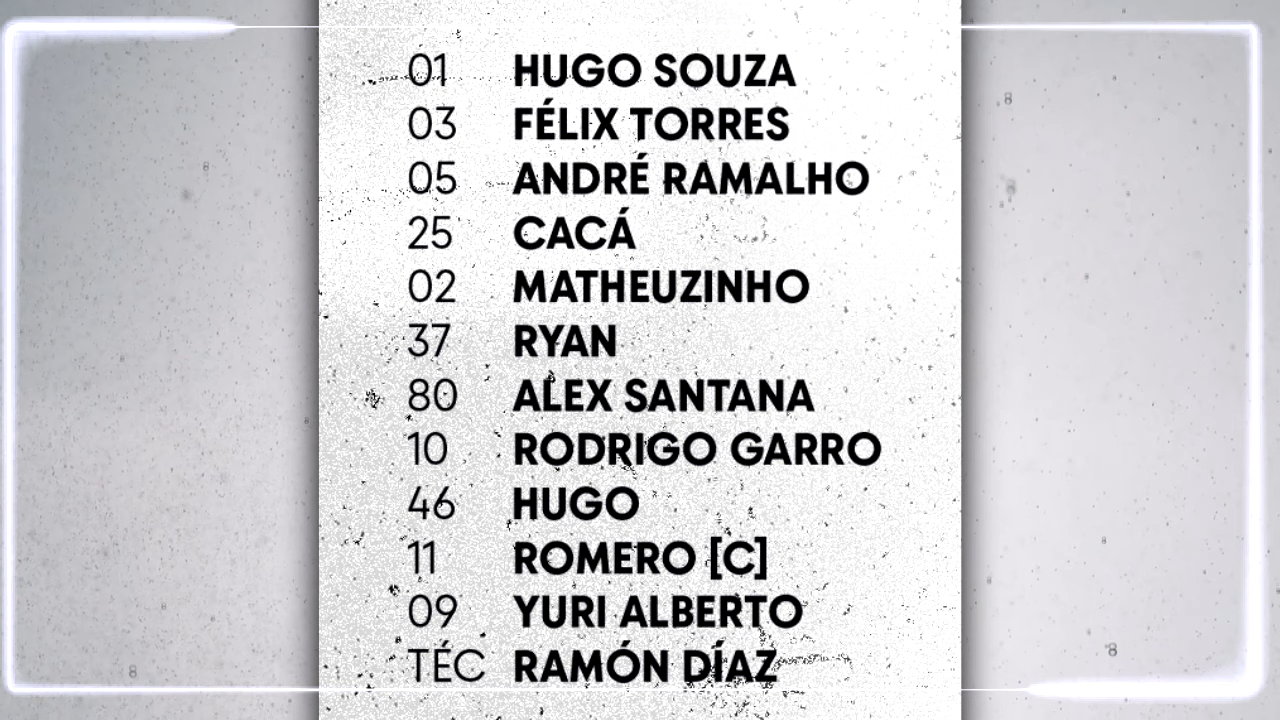 01 HUGO SOUZA
03 FÉLIX TORRES
05 ANDRÉ RAMALHO
25 CACÁ
02 MATHEUZINHO
37 RYAN
80 ALEX SANTANA
10 RODRIGO GARRO
46 HUGO
11 ROMERO [C]
09 YURI ALBERTO
TÉC RAMÓN DÍAZ